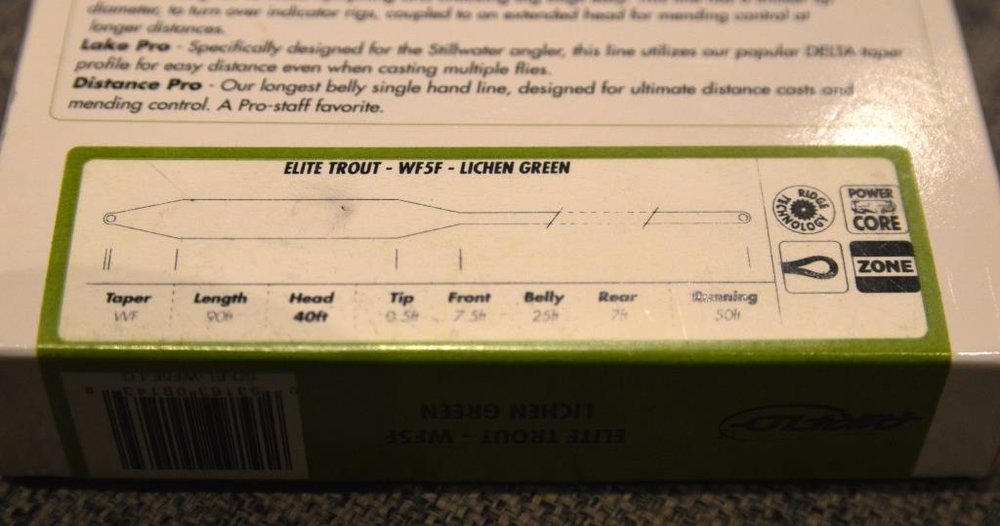 diameter, to turn over indicator rigs, coupled to an extended head for mending control at
longer distances.
Lake Pro - Specifically designed for the Stillwater angler, this line utilizes our popular DELTA taper
profile for easy distance even when casting multiple flies.
Distance Pro - Our longest belly single hand line, designed for ultimate distance casts and
mending control. A Pro-staff favorite.
ELITE TROUT - WF5F - LICHEN GREEN
RIDGE TECHNOLOGY
POWER
CORE
ZONE
Taper Length Head Tip Front Belly Rear Running
WF 90ft 40ft 0.5ft 7.5ft 25ft 7ft 50ft
ELITE TROUT - WF5F
LICHEN GREEN
AIRFLO